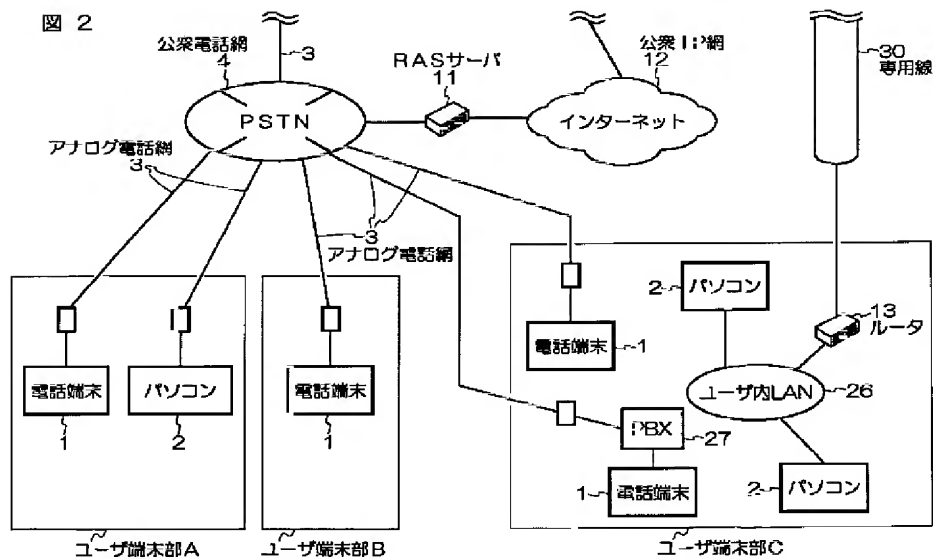 図 2
公衆電話網
4
3
PSTN
RASサーバ
11
公衆IP網
12
インターネット
30
専用線
アナログ電話網
3
3
3
アナログ電話網
電話端末
1
パソコン
2
電話端末
1
電話端末
1
2
パソコン
13
ルータ
ユーザ内LAN
26
PBX
27
1
電話端末
2
パソコン
ユーザ端末部A
ユーザ端末部B
ユーザ端末部C